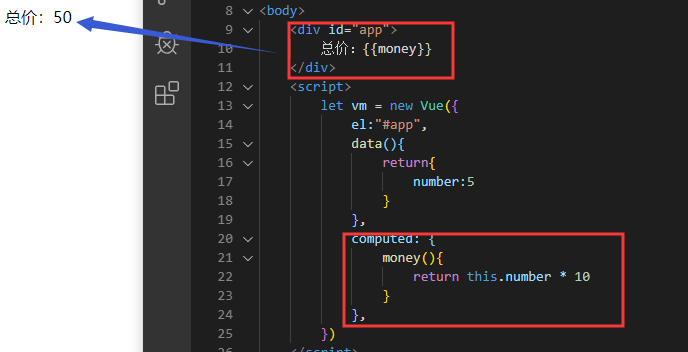 总价：50
8 <body>
9 <div id="app">
10 总价：{{money}}
11 </div>
12 <script>
13 let vm = new Vue({
14 el:"#app",
15 data(){
16 return{
17 number:5
18 }
19 },
20 computed: {
21 money(){
22 return this.number * 10
23 }
24 },
25 })
26 </script>